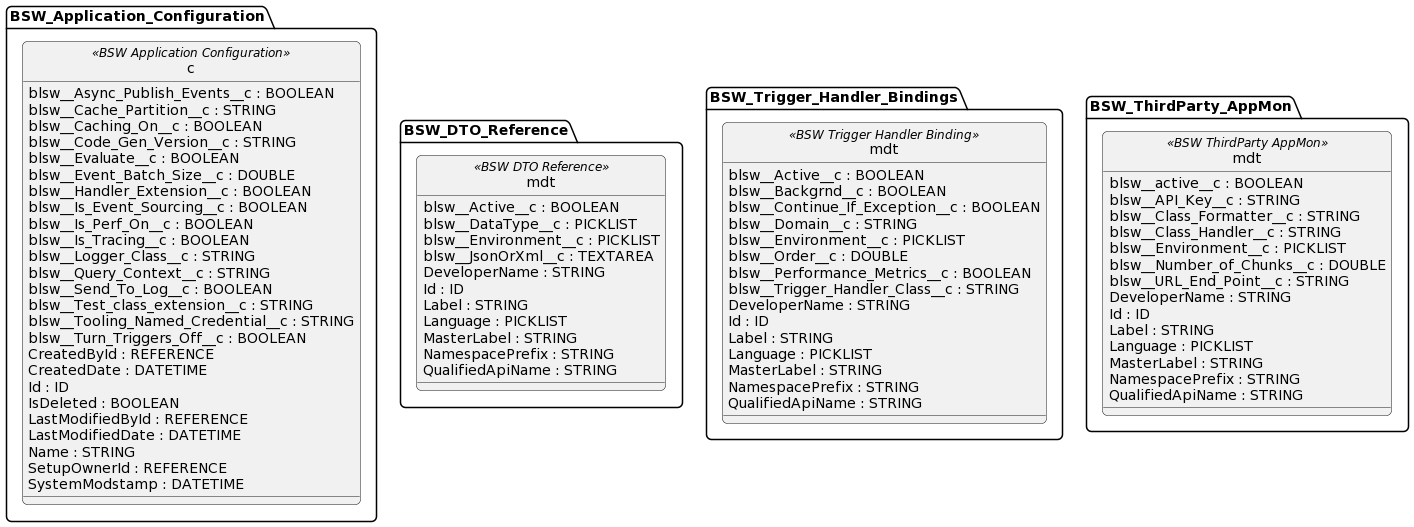 BSW_Application_Configuration
«BSW Application Configuration»
c
blsw__Async_Publish_Events__c : BOOLEAN
blsw__Cache_Partition__c : STRING
blsw__Caching_On__c : BOOLEAN
blsw__Code_Gen_Version__c : STRING
blsw__Evaluate__c : BOOLEAN
blsw__Event_Batch_Size__c : DOUBLE
blsw__Handler_Extension__c : BOOLEAN
blsw__Is_Event_Sourcing__c : BOOLEAN
blsw__Is_Perf_On__c : BOOLEAN
blsw__Is_Tracing__c : BOOLEAN
blsw__Logger_Class__c : STRING
blsw__Query_Context__c : STRING
blsw__Send_To_Log__c : BOOLEAN
blsw__Test_class_extension__c : STRING
blsw__Tooling_Named_Credential__c : STRING
blsw__Turn_Triggers_Off__c : BOOLEAN
CreatedById : REFERENCE
CreatedDate : DATETIME
Id : ID
IsDeleted : BOOLEAN
LastModifiedById : REFERENCE
LastModifiedDate : DATETIME
Name : STRING
SetupOwnerId : REFERENCE
SystemModstamp : DATETIME
BSW_DTO_Reference
«BSW DTO Reference»
mdt
blsw__Active__c : BOOLEAN
blsw__DataType__c : PICKLIST
blsw__Environment__c : PICKLIST
blsw__JsonOrXml__c : TEXTAREA
DeveloperName : STRING
Id : ID
Label : STRING
Language : PICKLIST
MasterLabel : STRING
NamespacePrefix : STRING
QualifiedApiName : STRING
BSW_Trigger_Handler_Bindings
«BSW Trigger Handler Binding»
mdt
blsw__Active__c : BOOLEAN
blsw__Backgrnd__c : BOOLEAN
blsw__Continue_If_Exception__c : BOOLEAN
blsw__Domain__c : STRING
blsw__Environment__c : PICKLIST
blsw__Order__c : DOUBLE
blsw__Performance_Metrics__c : BOOLEAN
blsw__Trigger_Handler_Class__c : STRING
DeveloperName : STRING
Id : ID
Label : STRING
Language : PICKLIST
MasterLabel : STRING
NamespacePrefix : STRING
QualifiedApiName : STRING
BSW_ThirdParty_AppMon
«BSW ThirdParty AppMon»
mdt
blsw__active__c : BOOLEAN
blsw__API_Key__c : STRING
blsw__Class_Formatter__c : STRING
blsw__Class_Handler__c : STRING
blsw__Environment__c : PICKLIST
blsw__Number_of_Chunks__c : DOUBLE
blsw__URL_End_Point__c : STRING
DeveloperName : STRING
Id : ID
Label : STRING
Language : PICKLIST
MasterLabel : STRING
NamespacePrefix : STRING
QualifiedApiName : STRING